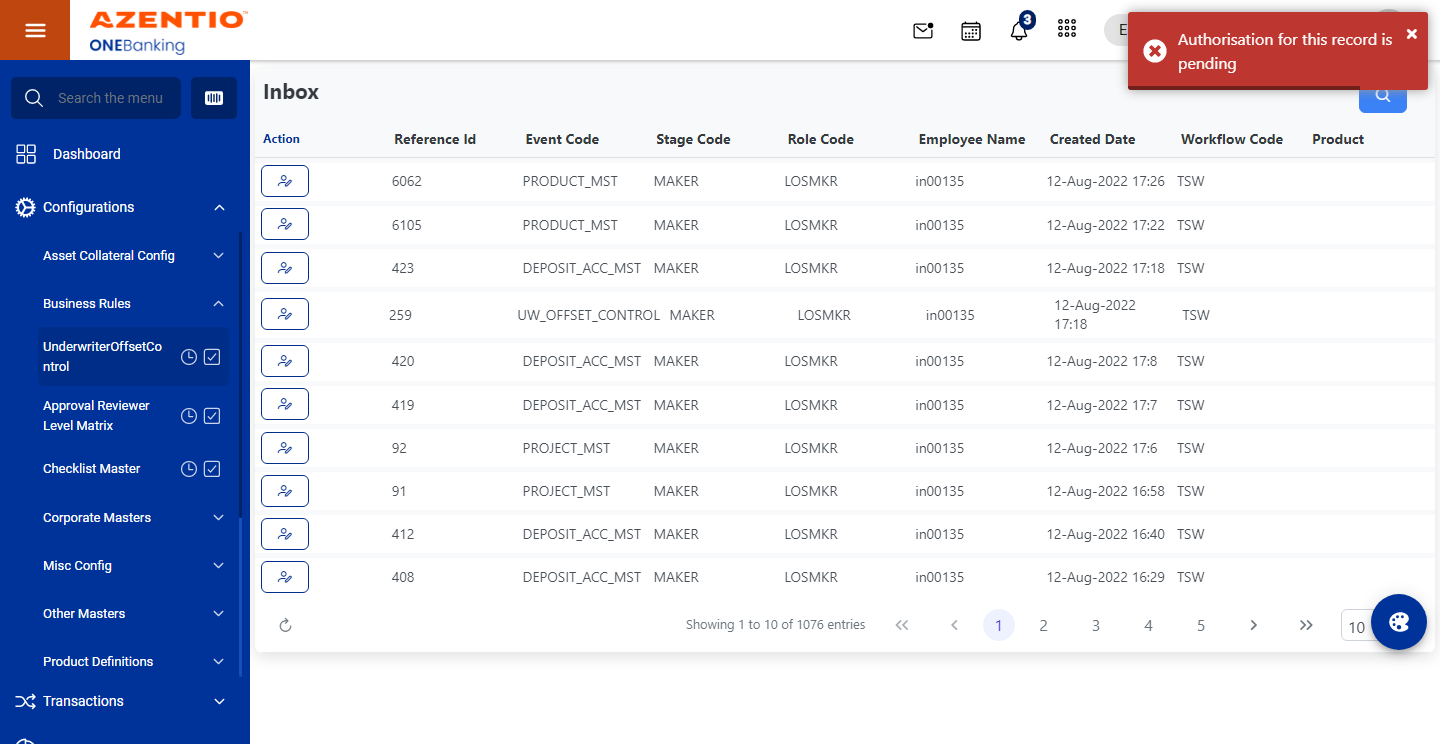 AZENTIO™
ONEBanking
3
E
Authorisation for this record is
pending
Search the menu
Dashboard
Configurations
Asset Collateral Config
Business Rules
UnderwriterOffsetCo
ntrol
Approval Reviewer
Level Matrix
Checklist Master
Corporate Masters
Misc Config
Other Masters
Product Definitions
Transactions
Inbox
Action Reference Id Event Code Stage Code Role Code Employee Name Created Date Workflow Code Product
6062 PRODUCT_MST MAKER LOSMKR in00135 12-Aug-2022 17:26 TSW
6105 PRODUCT_MST MAKER LOSMKR in00135 12-Aug-2022 17:22 TSW
423 DEPOSIT_ACC_MST MAKER LOSMKR in00135 12-Aug-2022 17:18 TSW
259 UW_OFFSET_CONTROL MAKER LOSMKR in00135 12-Aug-2022 TSW
17:18
420 DEPOSIT_ACC_MST MAKER LOSMKR in00135 12-Aug-2022 17:8 TSW
419 DEPOSIT_ACC_MST MAKER LOSMKR in00135 12-Aug-2022 17:7 TSW
92 PROJECT_MST MAKER LOSMKR in00135 12-Aug-2022 17:6 TSW
91 PROJECT_MST MAKER LOSMKR in00135 12-Aug-2022 16:58 TSW
412 DEPOSIT_ACC_MST MAKER LOSMKR in00135 12-Aug-2022 16:40 TSW
408 DEPOSIT_ACC_MST MAKER LOSMKR in00135 12-Aug-2022 16:29 TSW
Showing 1 to 10 of 1076 entries 1 2 3 4 5 10